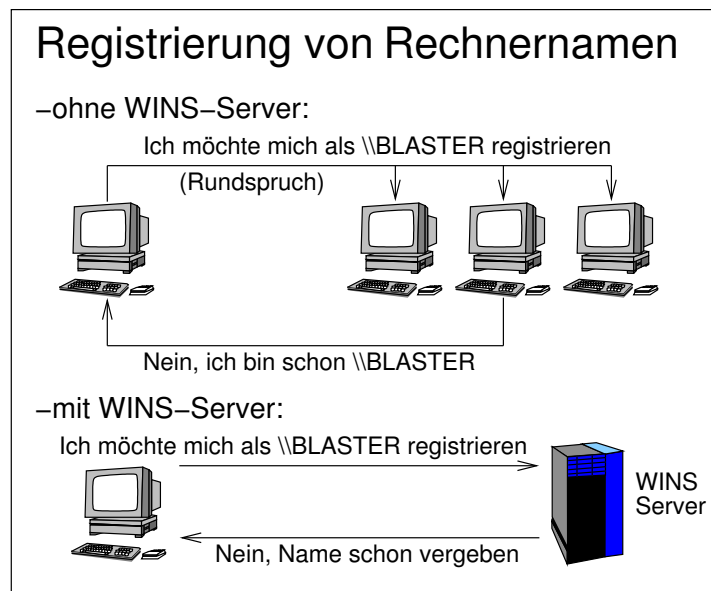 Registrierung von Rechnernamen
–ohne WINS–Server:
Ich möchte mich als \\BLASTER registrieren
(Rundspruch)
Nein, ich bin schon \\BLASTER
–mit WINS–Server:
Ich möchte mich als \\BLASTER registrieren
WINS
Server
Nein, Name schon vergeben